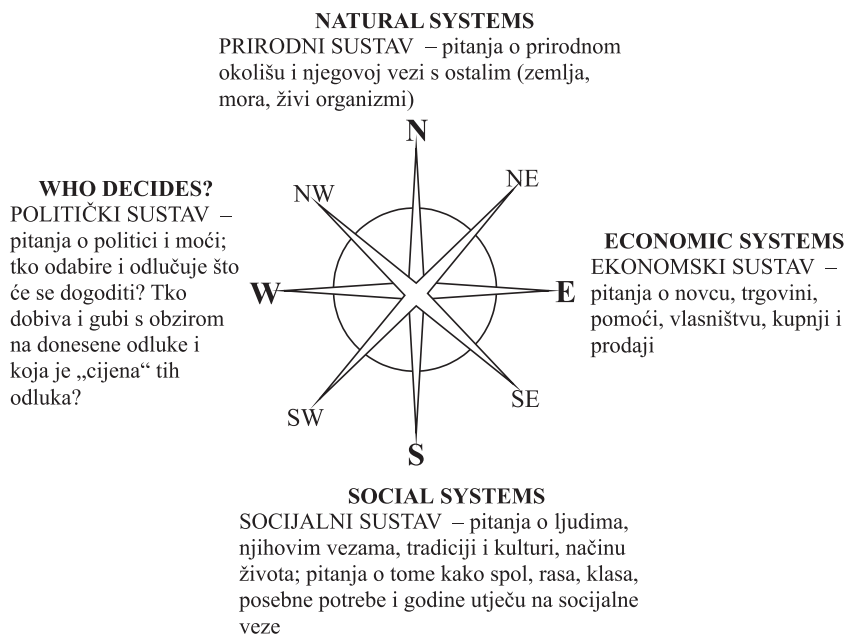 NATURAL SYSTEMS
PRIRODNI SUSTAV – pitanja o prirodnom
okolišu i njegovoj vezi s ostalim (zemlja,
mora, živi organizmi)
N
NW
NE
WHO DECIDES?
POLITIČKI SUSTAV –
pitanja o politici i moći;
tko odabire i odlučuje što
će se dogoditi? Tko
dobiva i gubi s obzirom
na donesene odluke i
koja je „cijena“ tih
odluka?
W
E
ECONOMIC SYSTEMS
EKONOMSKI SUSTAV –
pitanja o novcu, trgovini,
pomoći, vlasništvu, kupnji i
prodaji
SW
SE
S
SOCIAL SYSTEMS
SOCIJALNI SUSTAV – pitanja o ljudima,
njihovim vezama, tradiciji i kulturi, načinu
života; pitanja o tome kako spol, rasa, klasa,
posebne potrebe i godine utječu na socijalne
veze